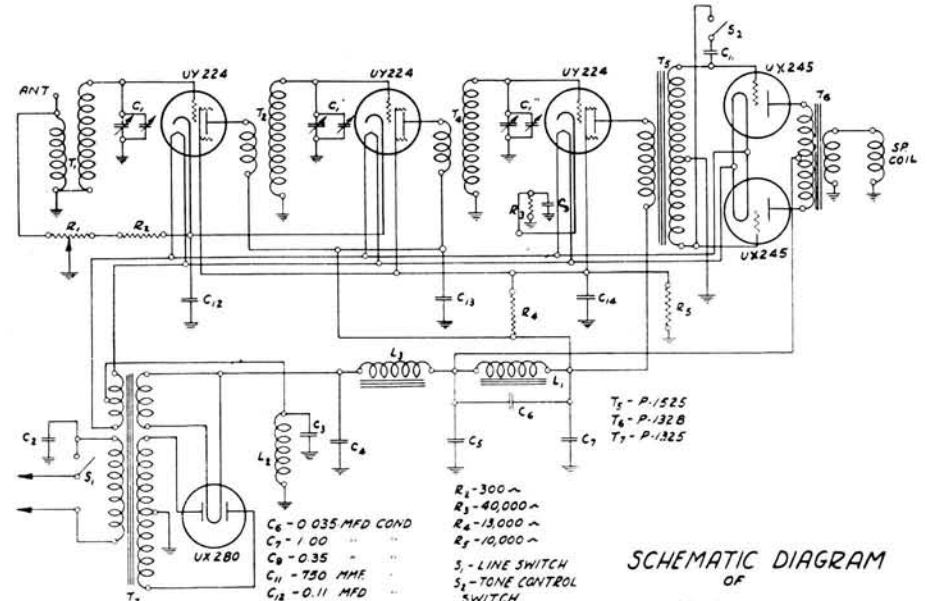 UX245
S2
C11
UY224
UY224
UY224
T5
T6
ANT
C1
T2
C1'
T4
C1"
SP.
COIL
T1
R3
C9
R1
R2
UX245
C12
C13
R4
C14
R5
L3
L1
C6
T5 - P-1525
T6 - P-1328
T7 - P-1325
C2
C3
C4
C5
C7
S1
L2
UX280
C6 - 0.035 MFD COND
C7 - 1.00 " "
C9 - 0.35 " "
C11 - 750 MMF. "
C12 - 0.11 MFD "
R2 - 300 ~
R3 - 40,000 ~
R4 - 13,000 ~
R5 - 10,000 ~
S1 - LINE SWITCH
S2 - TONE CONTROL
SWITCH
SCHEMATIC DIAGRAM
OF